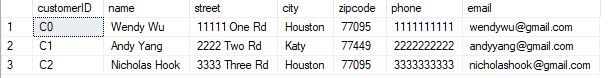 customerID name street city zipcode phone email
1 C0 Wendy Wu 11111 One Rd Houston 77095 1111111111 wendywu@gmail.com
2 C1 Andy Yang 2222 Two Rd Katy 77449 2222222222 andyyang@gmail.com
3 C2 Nicholas Hook 3333 Three Rd Houston 77095 3333333333 nicholashook@gmail.com